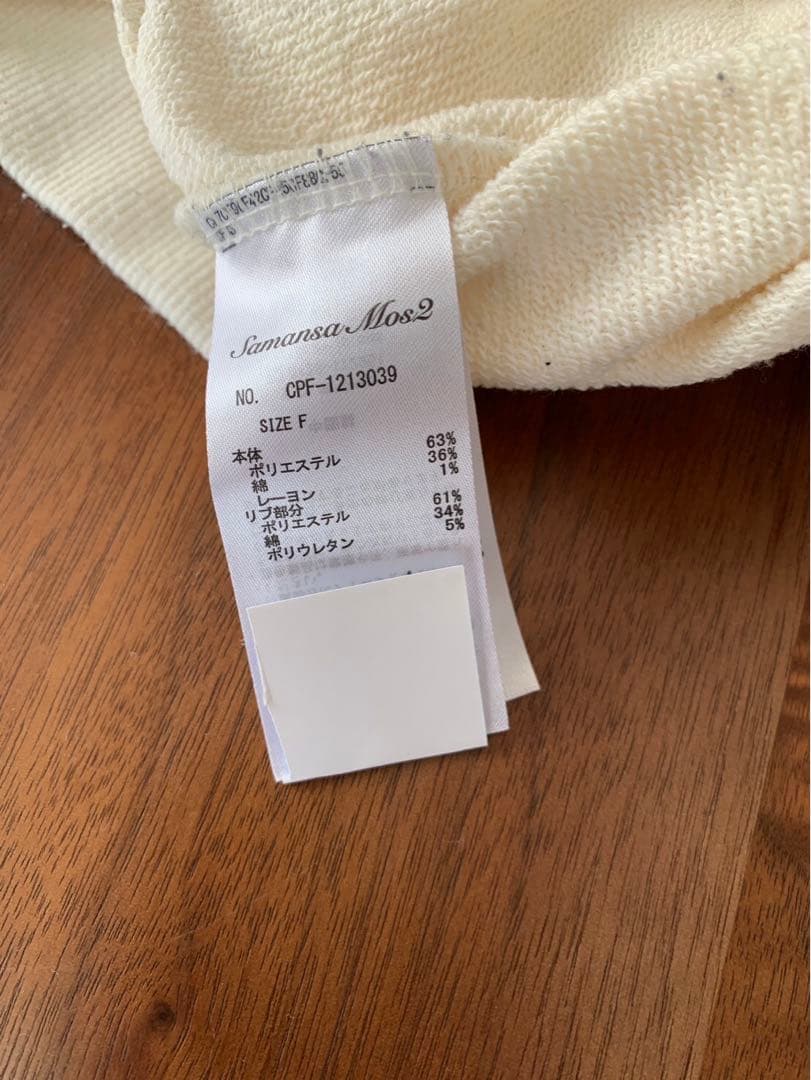 Samansa Mos2
NO. CPF-1213039
SIZE F
本体
ポリエステル 63%
綿 36%
レーヨン 1%
リブ部分
ポリエステル 61%
綿 34%
ポリウレタン 5%